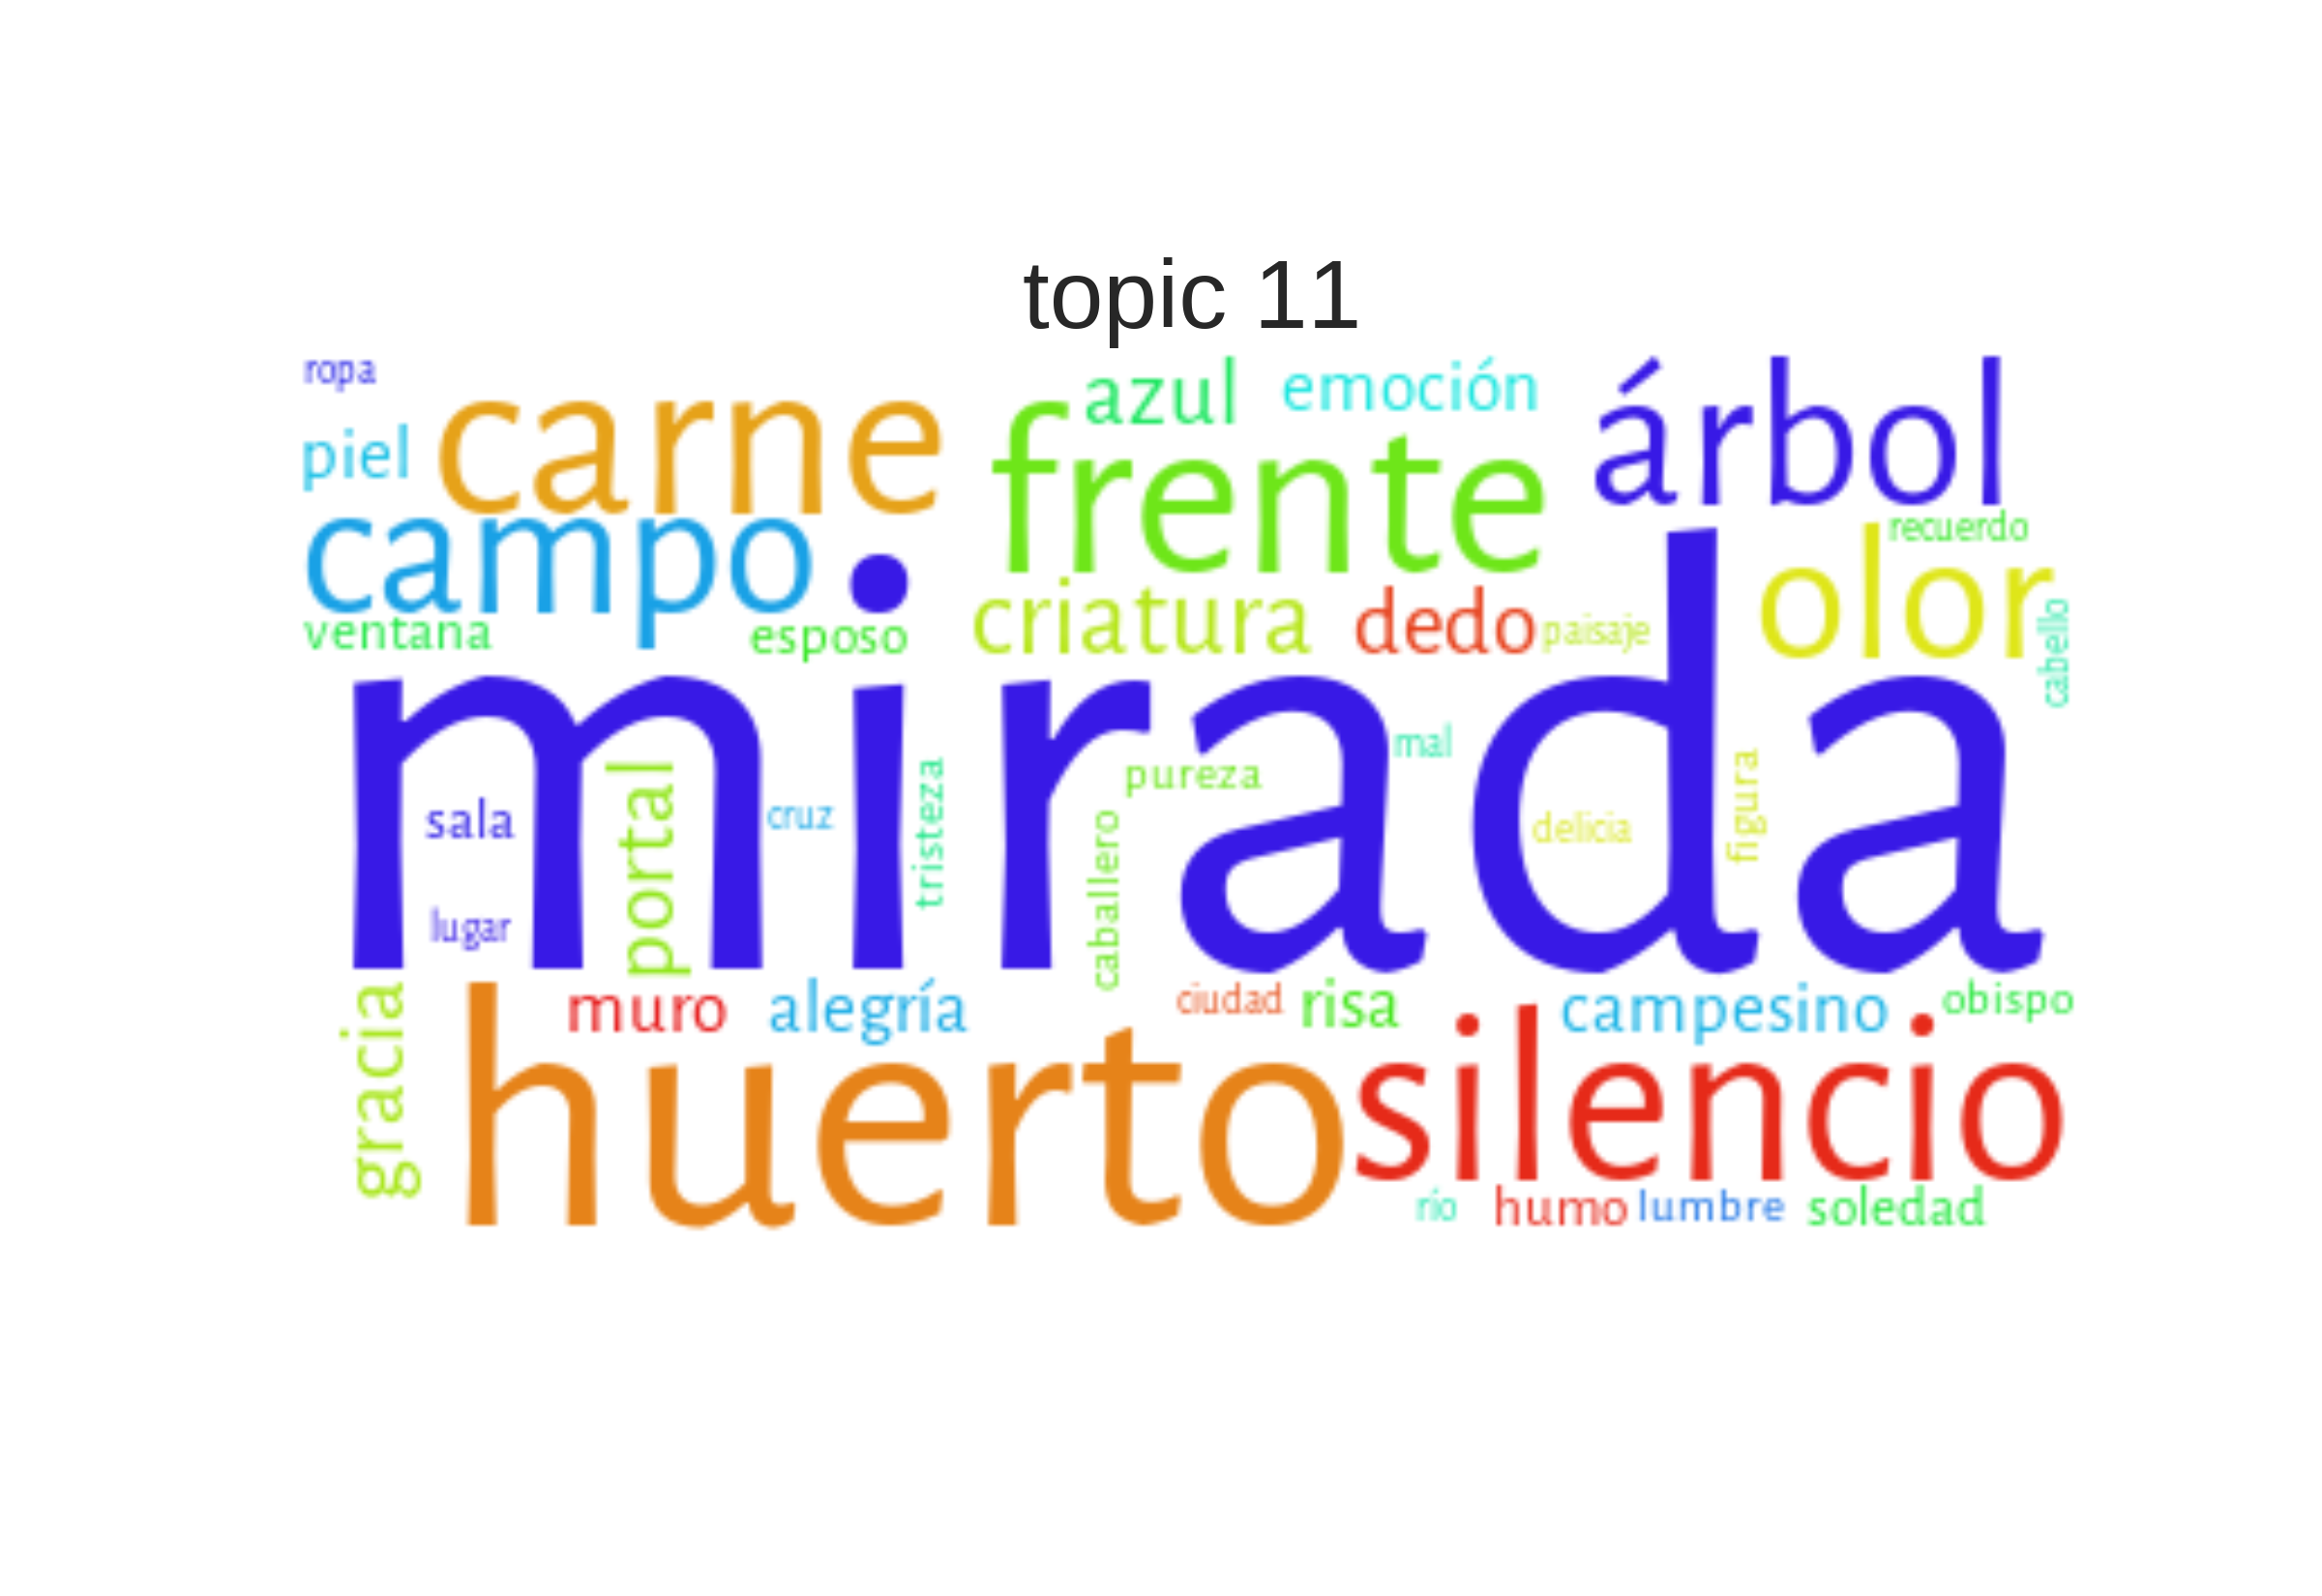 topic 11
ropa
azul
emoción
árbol
piel
carne
frente
campo
recuerdo
olor
ventana
esposo
criatura
dedo
paisaje
cabello
mirada
mal
pureza
sala
portal
cruz
tristeza
caballero
delicia
figura
lugar
gracia
muro
alegría
ciudad
risa
campesino
obispo
huerto
silencio
río
humo
lumbre
soledad